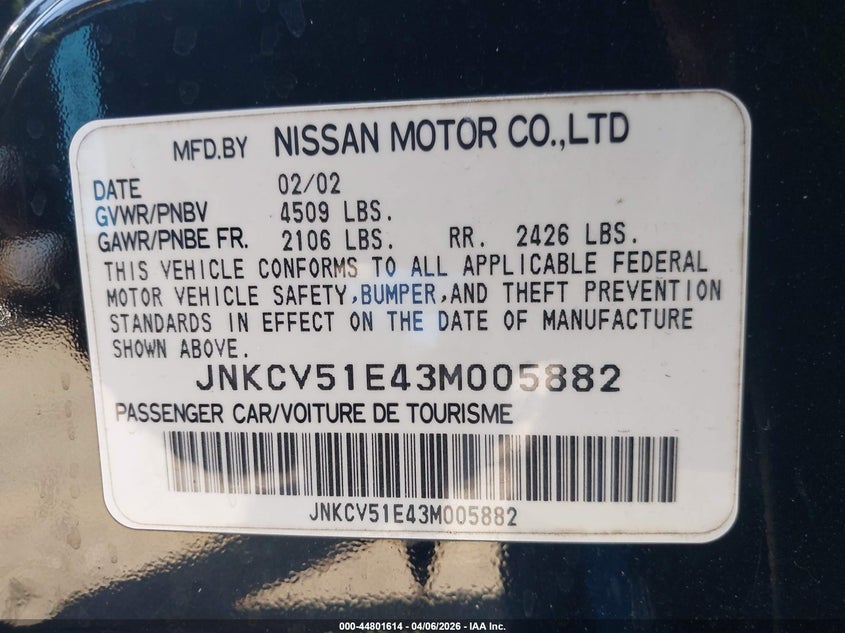 MFD.BY NISSAN MOTOR CO.,LTD
DATE 02/02
GVWR/PNBV 4509 LBS.
GAWR/PNBE FR. 2106 LBS. RR. 2426 LBS.
THIS VEHICLE CONFORMS TO ALL APPLICABLE FEDERAL
MOTOR VEHICLE SAFETY,BUMPER,AND THEFT PREVENTION
STANDARDS IN EFFECT ON THE DATE OF MANUFACTURE
SHOWN ABOVE.
JNKCV51E43M005882
PASSENGER CAR/VOITURE DE TOURISME
JNKCV51E43M005882
000-44801614 - 04/06/2026 - IAA Inc.